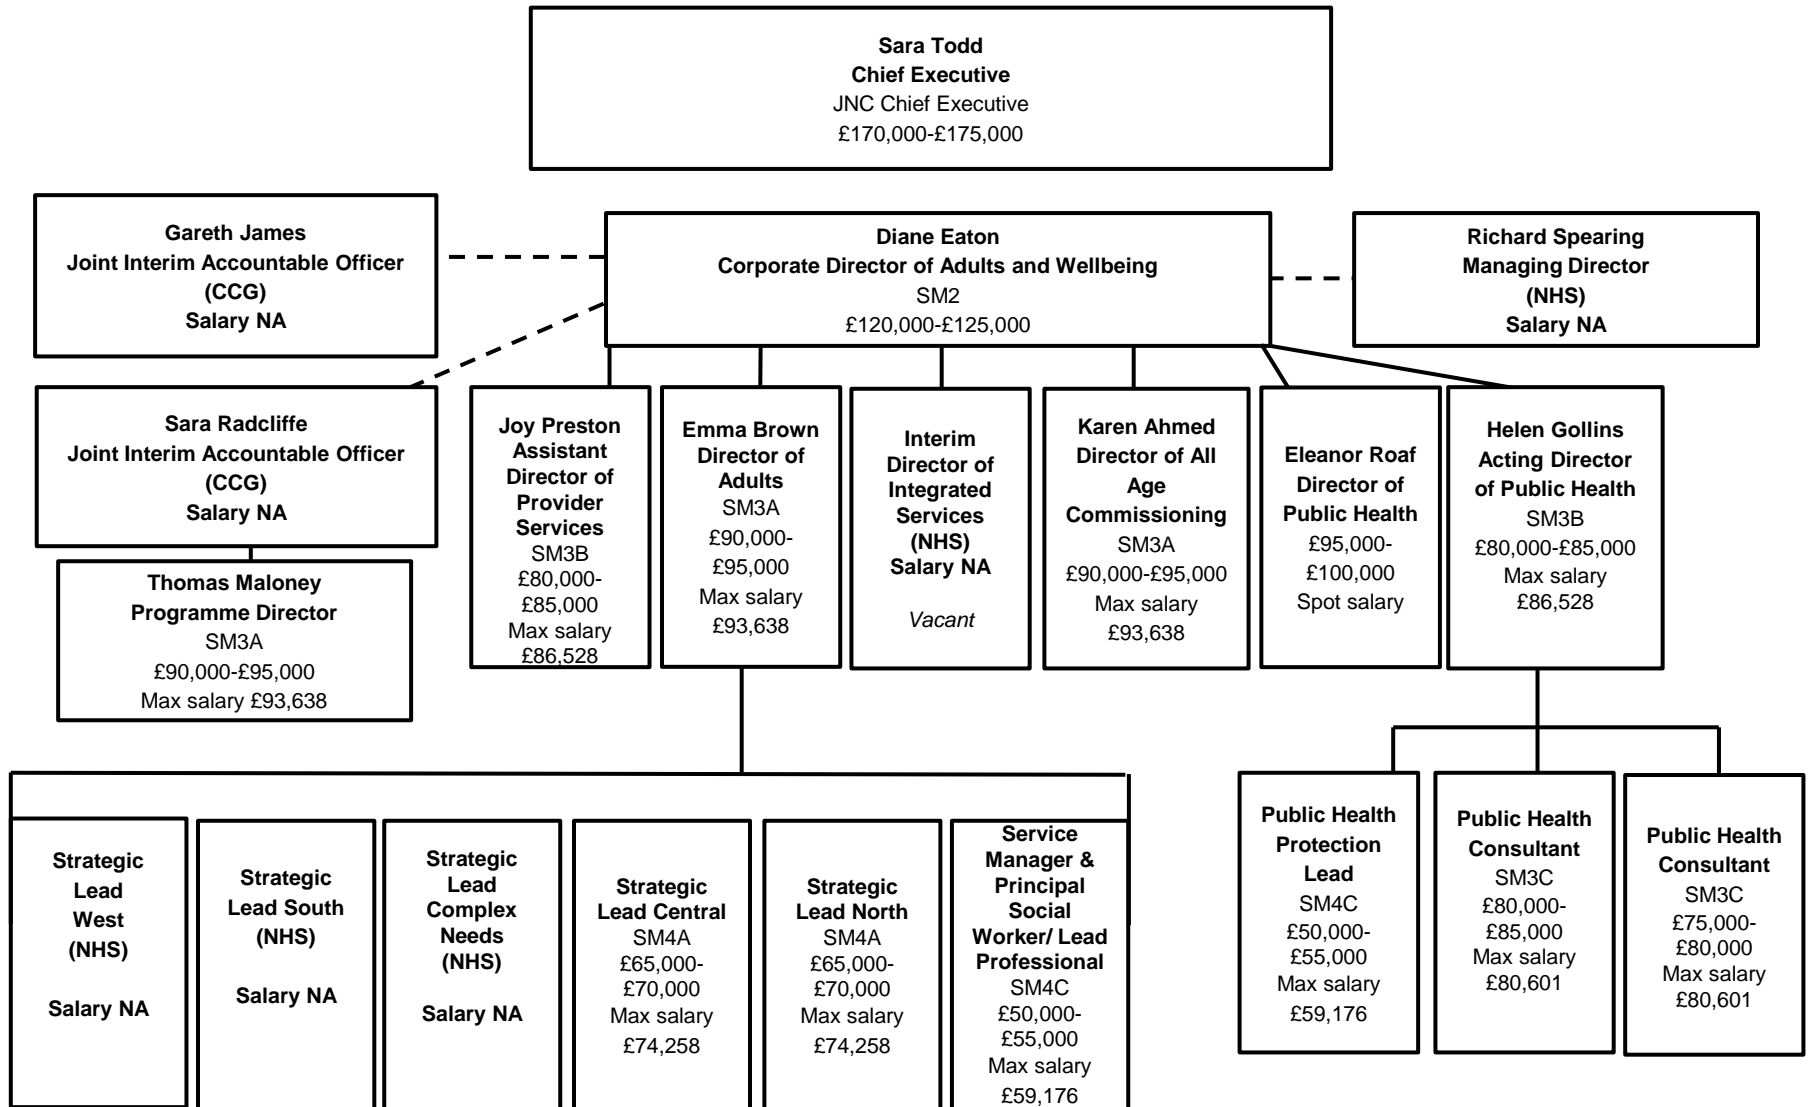 Sara Todd
Chief Executive
JNC Chief Executive
£170,000-£175,000
Gareth James
Joint Interim Accountable Officer
(CCG)
Salary NA
Diane Eaton
Corporate Director of Adults and Wellbeing
SM2
£120,000-£125,000
Richard Spearing
Managing Director
(NHS)
Salary NA
Sara Radcliffe
Joint Interim Accountable Officer
(CCG)
Salary NA
Thomas Maloney
Programme Director
SM3A
£90,000-£95,000
Max salary £93,638
Joy Preston
Assistant
Director of
Provider
Services
SM3B
£80,000-
£85,000
Max salary
£86,528
Emma Brown
Director of
Adults
SM3A
£90,000-
£95,000
Max salary
£93,638
Interim
Director of
Integrated
Services
(NHS)
Salary NA
Vacant
Karen Ahmed
Director of All
Age
Commissioning
SM3A
£90,000-£95,000
Max salary
£93,638
Eleanor Roaf
Director of
Public Health
£95,000-
£100,000
Spot salary
Helen Gollins
Acting Director
of Public Health
SM3B
£80,000-£85,000
Max salary
£86,528
Strategic
Lead
West
(NHS)
Salary NA
Strategic
Lead South
(NHS)
Salary NA
Strategic
Lead
Complex
Needs
(NHS)
Salary NA
Strategic
Lead Central
SM4A
£65,000-
£70,000
Max salary
£74,258
Strategic
Lead North
SM4A
£65,000-
£70,000
Max salary
£74,258
Service
Manager &
Principal
Social
Worker/ Lead
Professional
SM4C
£50,000-
£55,000
Max salary
£59,176
Public Health
Protection
Lead
SM4C
£50,000-
£55,000
Max salary
£59,176
Public Health
Consultant
SM3C
£80,000-
£85,000
Max salary
£80,601
Public Health
Consultant
SM3C
£75,000-
£80,000
Max salary
£80,601